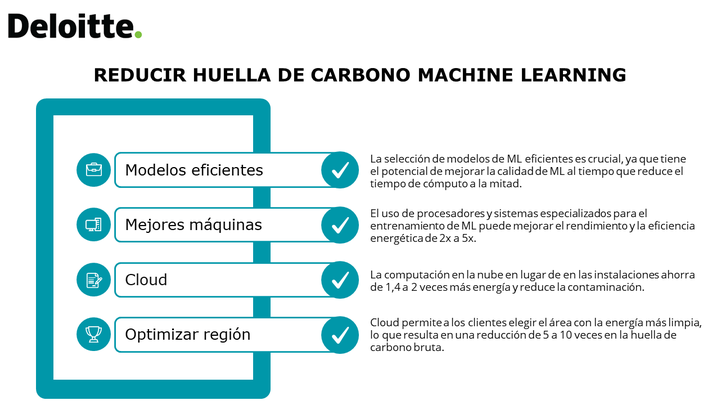 Deloitte.
REDUCIR HUELLA DE CARBONO MACHINE LEARNING
Modelos eficientes
La selección de modelos de ML eficientes es crucial, ya que tiene
el potencial de mejorar la calidad de ML al tiempo que reduce el
tiempo de cómputo a la mitad.
Mejores máquinas
El uso de procesadores y sistemas especializados para el
entrenamiento de ML puede mejorar el rendimiento y la eficiencia
energética de 2x a 5x.
Cloud
La computación en la nube en lugar de en las instalaciones ahorra
de 1,4 a 2 veces más energía y reduce la contaminación.
Optimizar región
Cloud permite a los clientes elegir el área con la energía más limpia,
lo que resulta en una reducción de 5 a 10 veces en la huella de
carbono bruta.